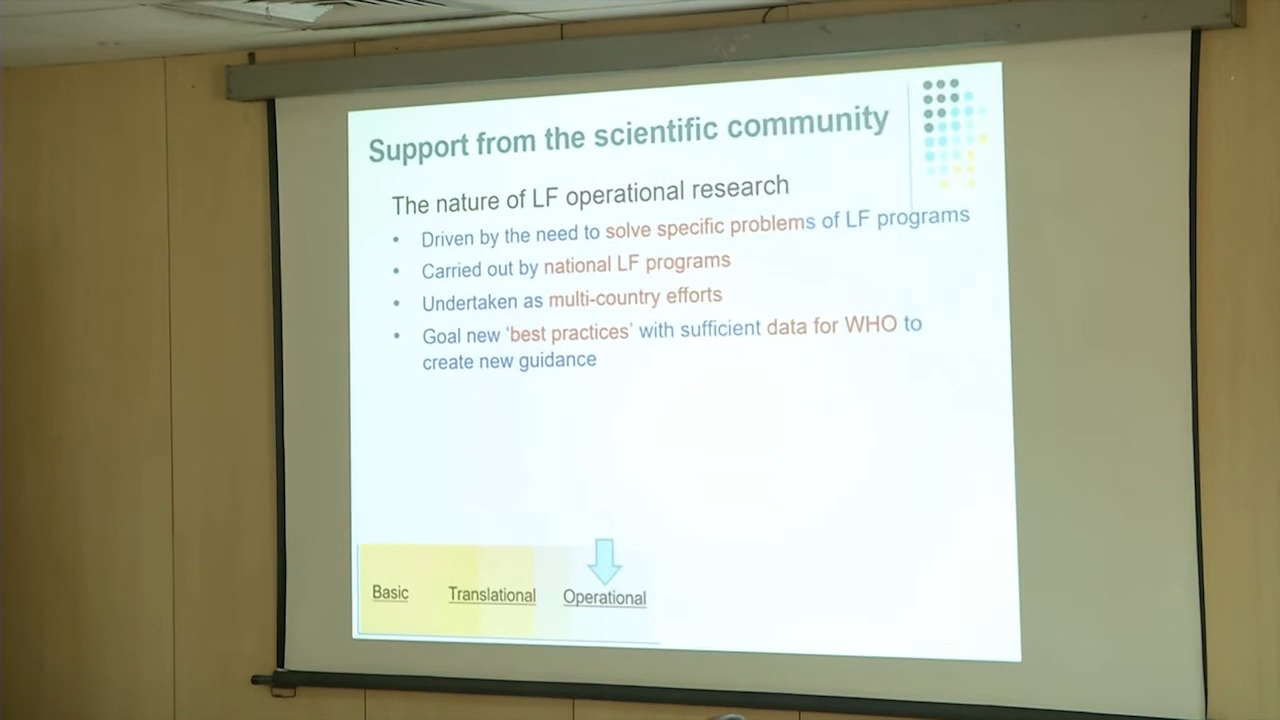 Support from the scientific community
The nature of LF operational research
• Driven by the need to solve specific problems of LF programs
• Carried out by national LF programs
• Undertaken as multi-country efforts
• Goal new ‘best practices’ with sufficient data for WHO to
create new guidance
Basic Translational Operational